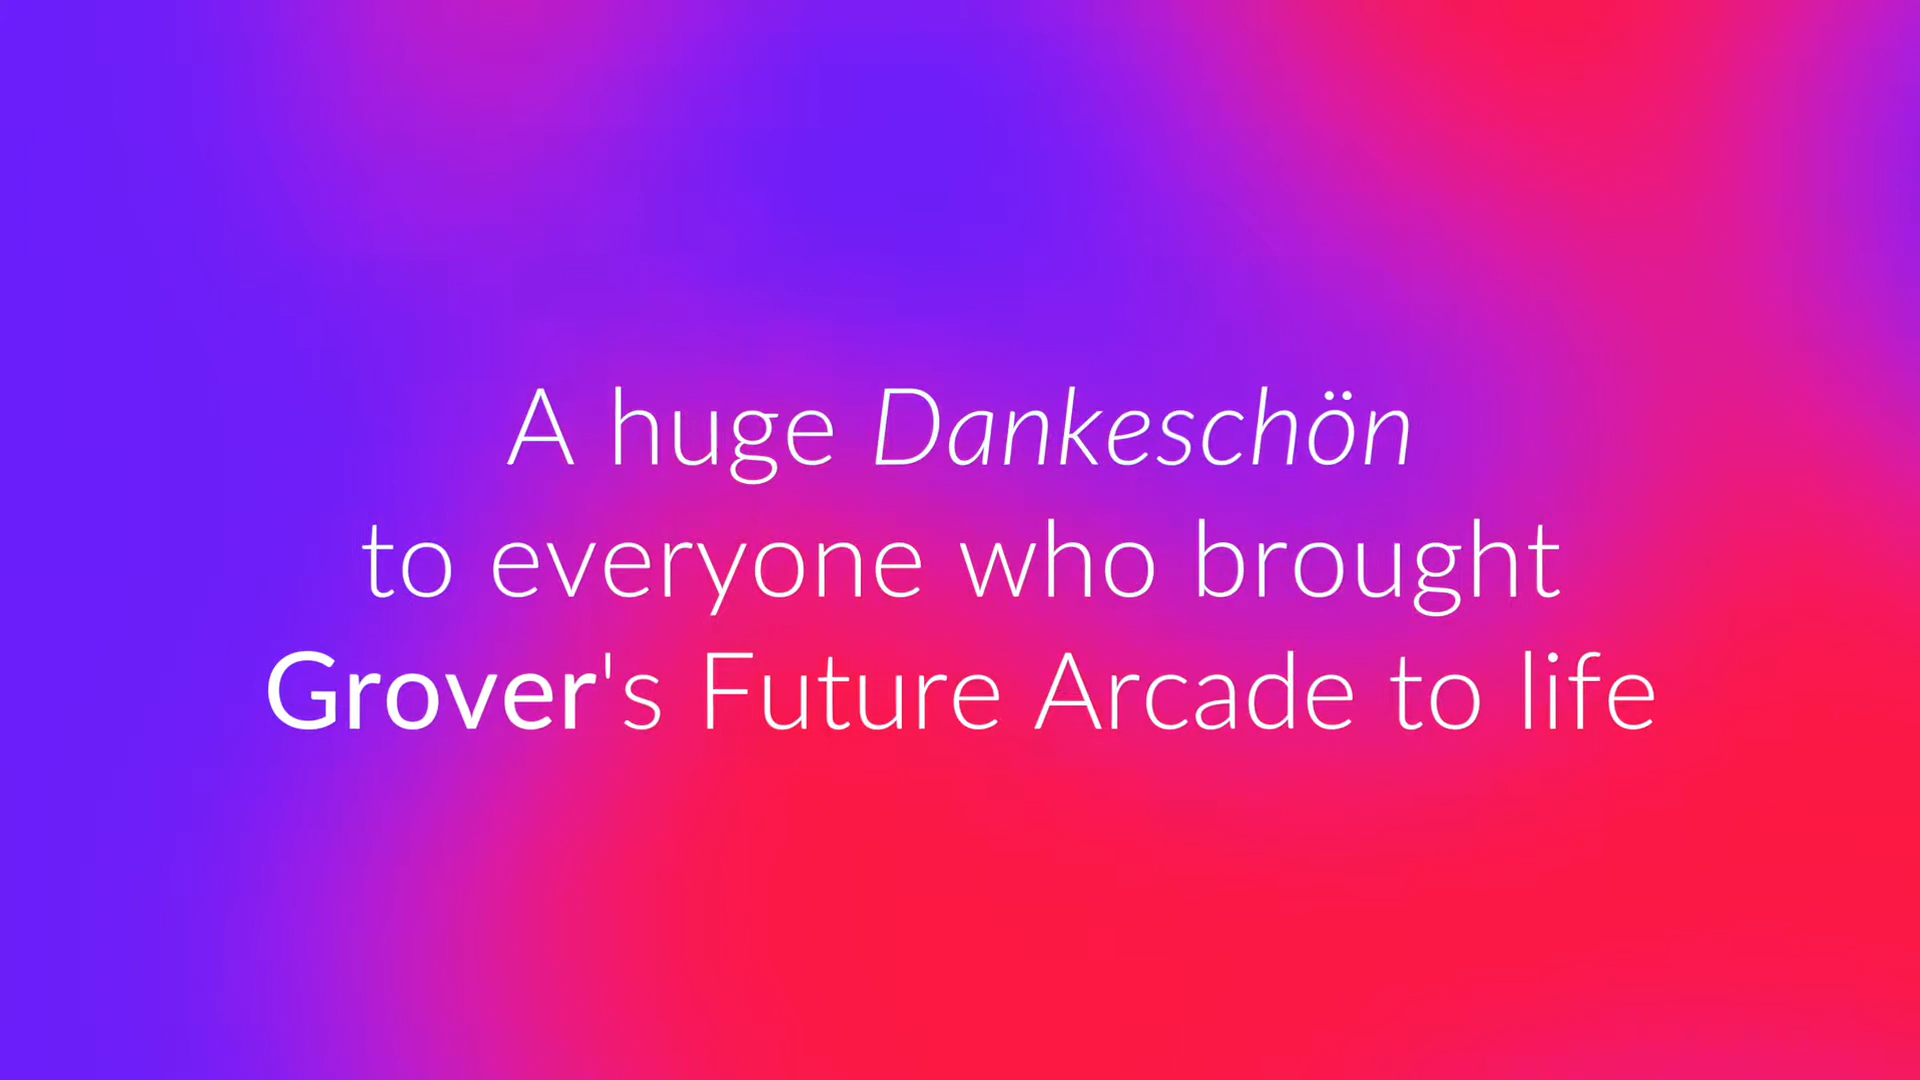 A huge Dankeschön
to everyone who brought
Grover's Future Arcade to life